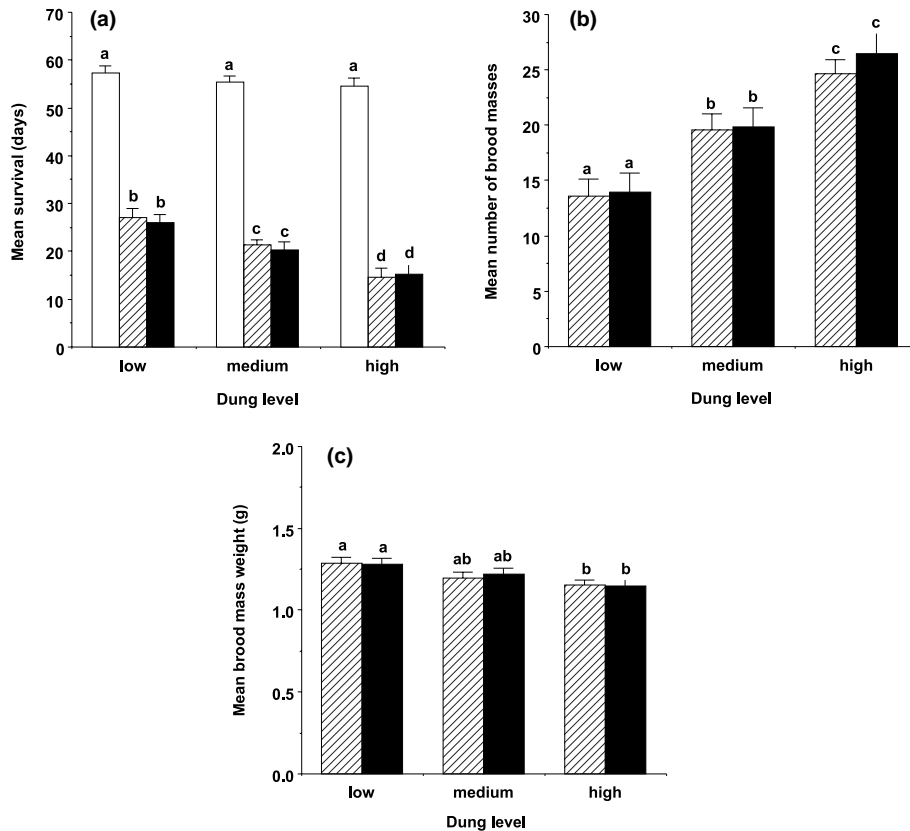 (a)
70
60
50
40
30
20
10
0
Mean survival (days)
a
a
a
b b
c c
d d
low medium high
Dung level
(b)
30
25
20
15
10
5
0
Mean number of brood masses
a a
b b
c c
low medium high
Dung level
(c)
2.0
1.5
1.0
0.5
0.0
Mean brood mass weight (g)
a a
ab ab
b b
low medium high
Dung level